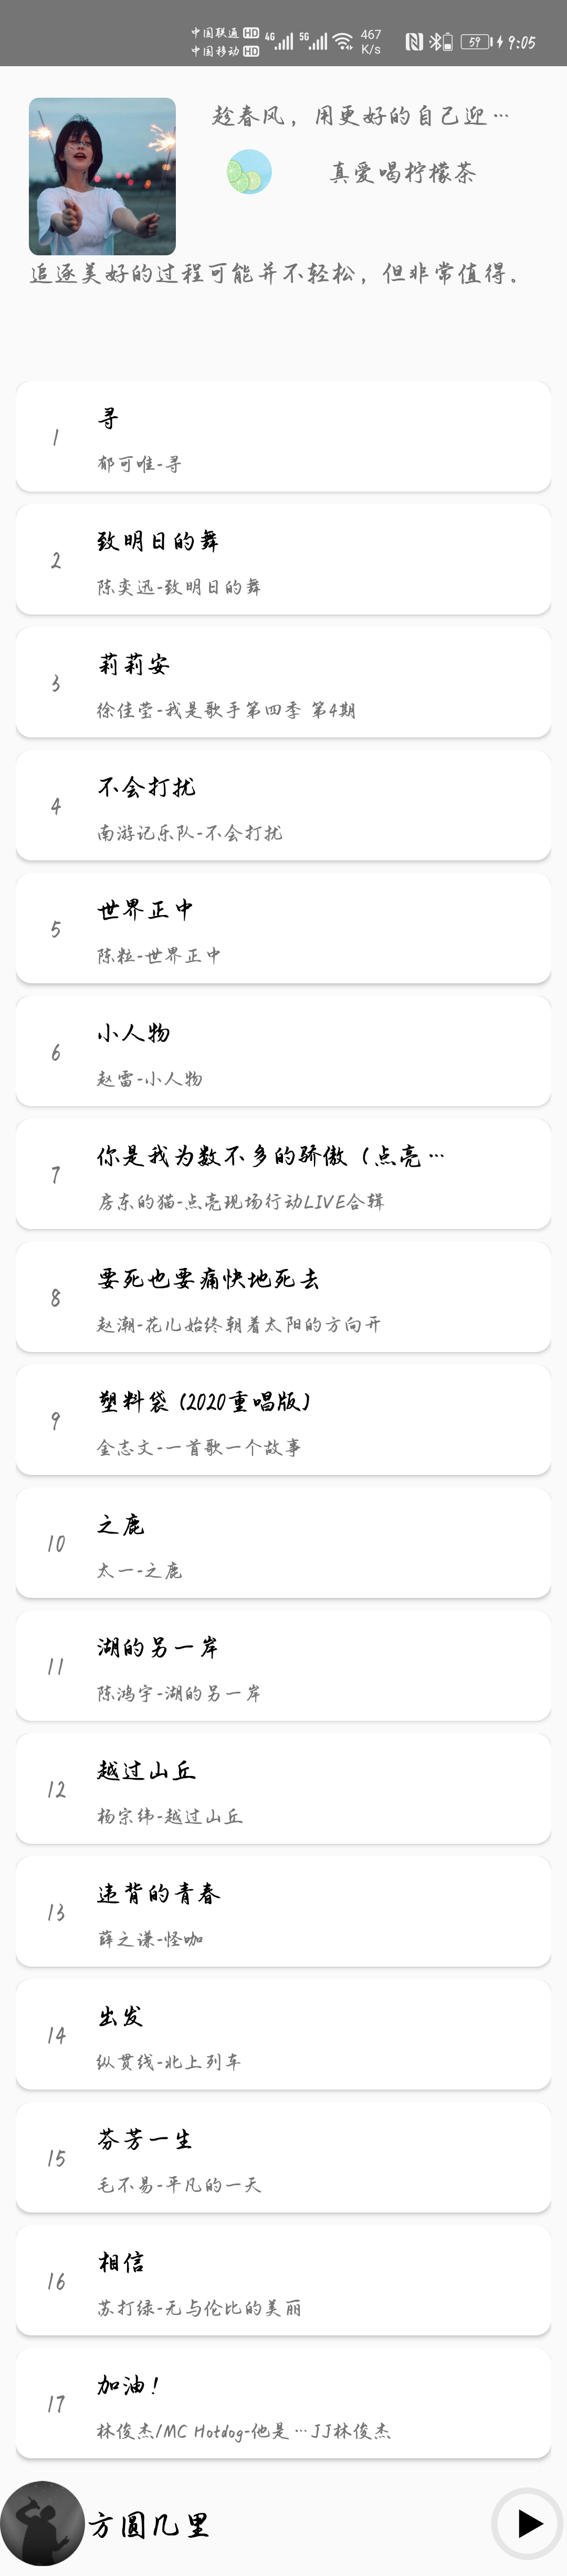 中国联通 HD 4G 5G 467
中国移动 HD K/s 59 9:05
趁春风，用更好的自己迎…
真爱喝柠檬茶
追逐美好的过程可能并不轻松，但非常值得。
1
寻
郁可唯-寻
2
致明日的舞
陈奕迅-致明日的舞
3
莉莉安
徐佳莹-我是歌手第四季 第4期
4
不会打扰
南游记乐队-不会打扰
5
世界正中
陈粒-世界正中
6
小人物
赵雷-小人物
7
你是我为数不多的骄傲（点亮…
房东的猫-点亮现场行动LIVE合辑
8
要死也要痛快地死去
赵潮-花儿始终朝着太阳的方向开
9
塑料袋 (2020重唱版)
金志文-一首歌一个故事
10
之鹿
太一-之鹿
11
湖的另一岸
陈鸿宇-湖的另一岸
12
越过山丘
杨宗纬-越过山丘
13
违背的青春
薛之谦-怪咖
14
出发
纵贯线-北上列车
15
芬芳一生
毛不易-平凡的一天
16
相信
苏打绿-无与伦比的美丽
17
加油！
林俊杰/MC Hotdog-他是…JJ林俊杰
方圆几里